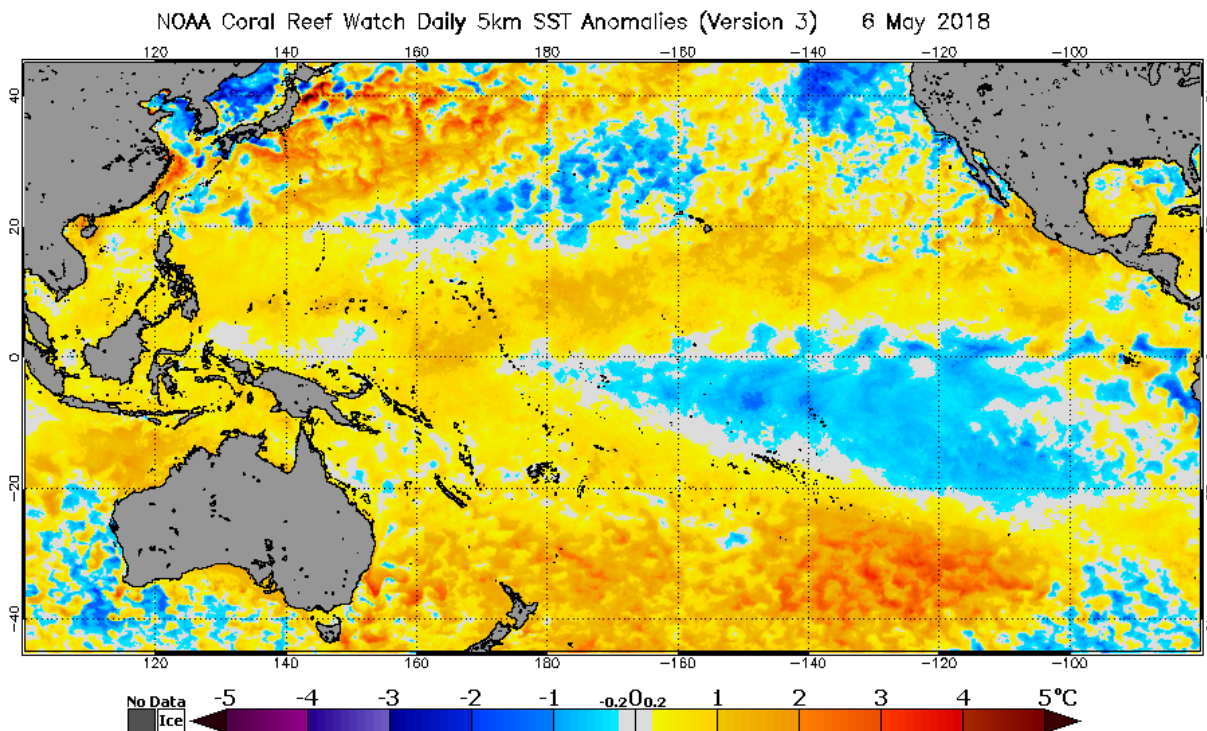 NOAA Coral Reef Watch Daily 5km SST Anomalies (Version 3) 6 May 2018
120 140 160 180 -160 -140 -120 -100
40
20
0
-20
-40
120 140 160 180 -160 -140 -120 -100
No Data
Ice
-5 -4 -3 -2 -1 -0.2 0 0.2 1 2 3 4 5°C